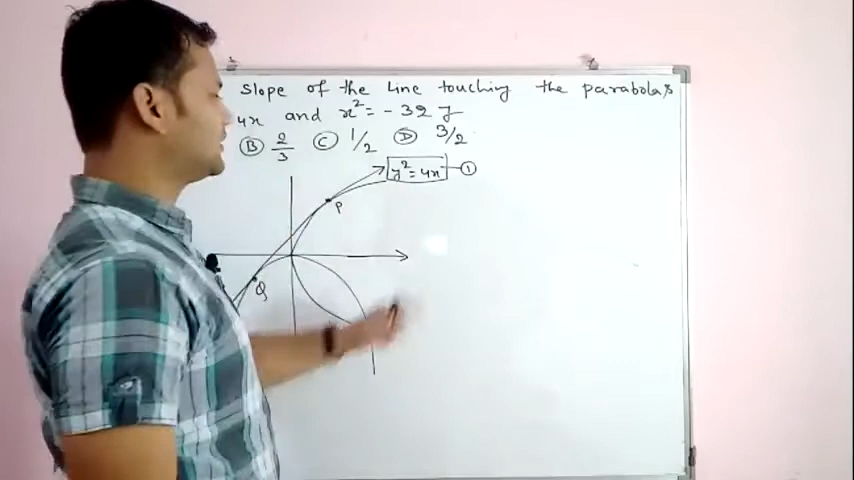 slope of the line touching the parabolas
4x and x² = - 32 y
Ⓑ 2/3 Ⓒ 1/2 Ⓓ 3/2
y² = 4x — ①
P
Q